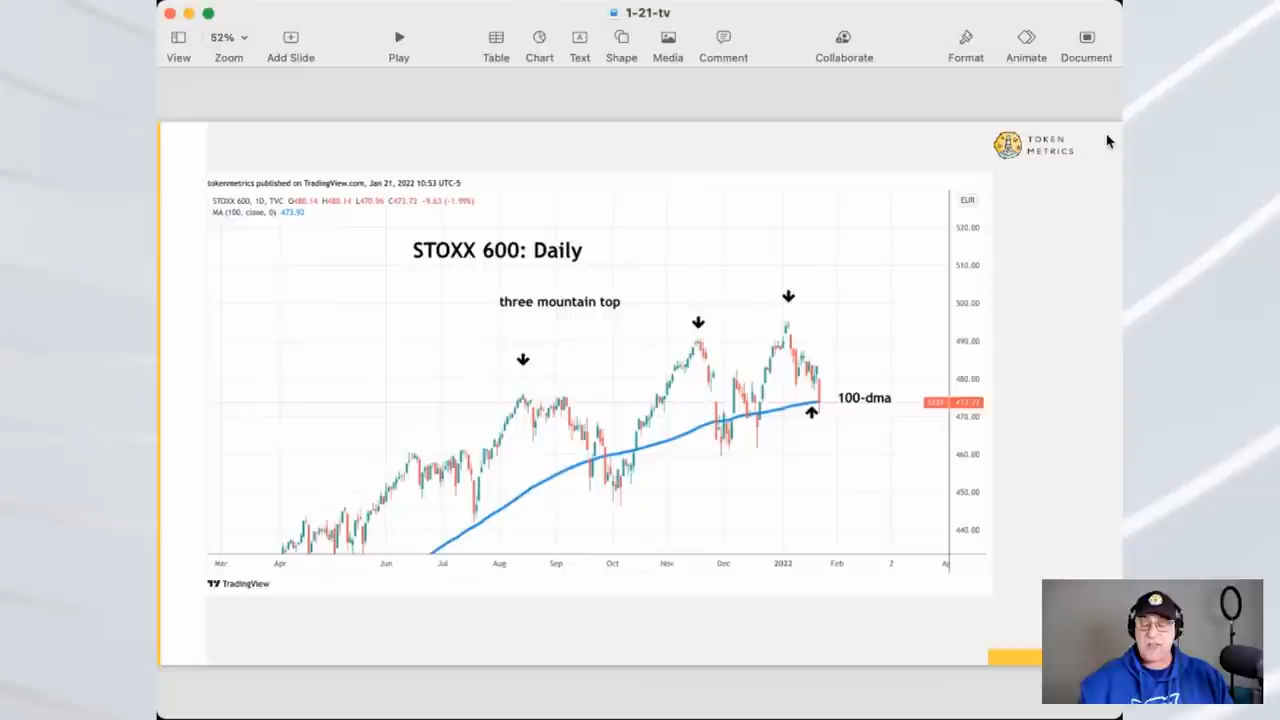 1-21-tv
52%
View
Zoom
Add Slide
Play
Table
Chart
Text
Shape
Media
Comment
Collaborate
Format
Animate
Document
TOKEN
METRICS
tokenmetrics published on TradingView.com, Jan 21, 2022 10:53 UTC-5
STOXX 600, 1D, TVC O480.14 H480.14 L470.96 C473.73 -9.63 (-1.99%)
MA (100, close, 0) 473.92
EUR
STOXX 600: Daily
three mountain top
100-dma
520.00
510.00
500.00
490.00
480.00
473.73
470.00
460.00
450.00
440.00
Mar
Apr
Jun
Jul
Aug
Sep
Oct
Nov
Dec
2022
Feb
7
TradingView